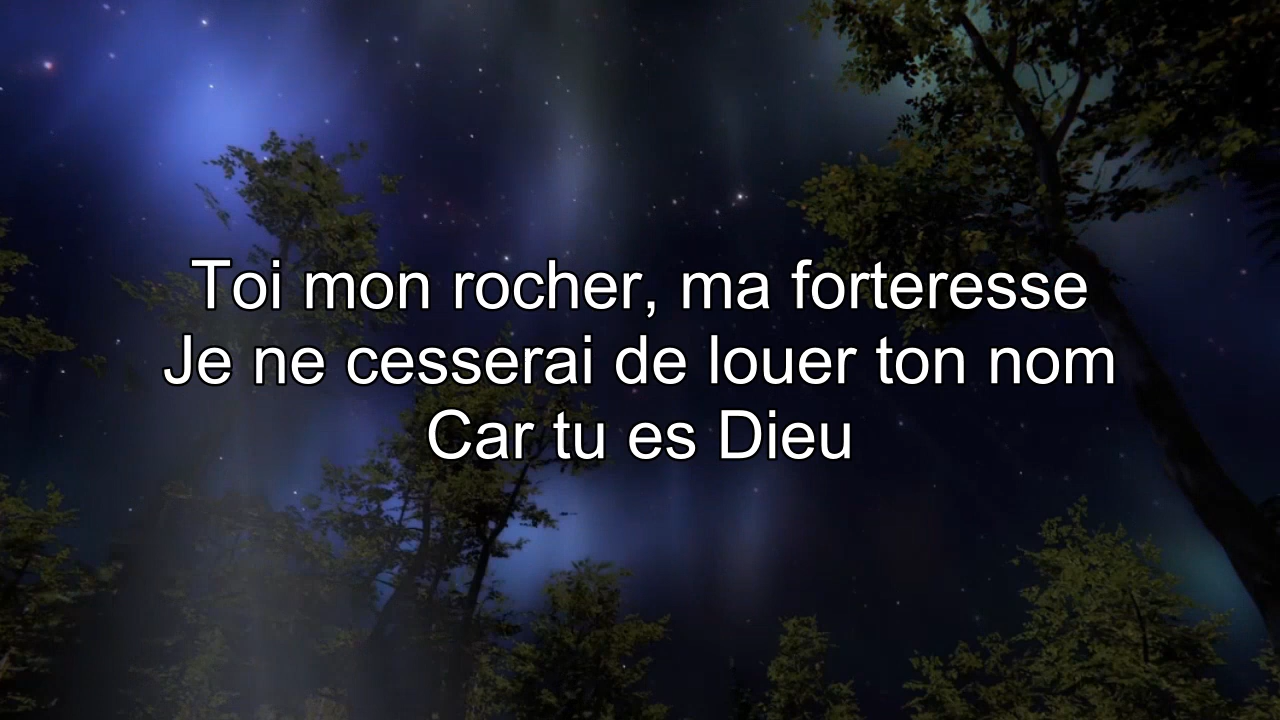 Toi mon rocher, ma forteresse
Je ne cesserai de louer ton nom
Car tu es Dieu